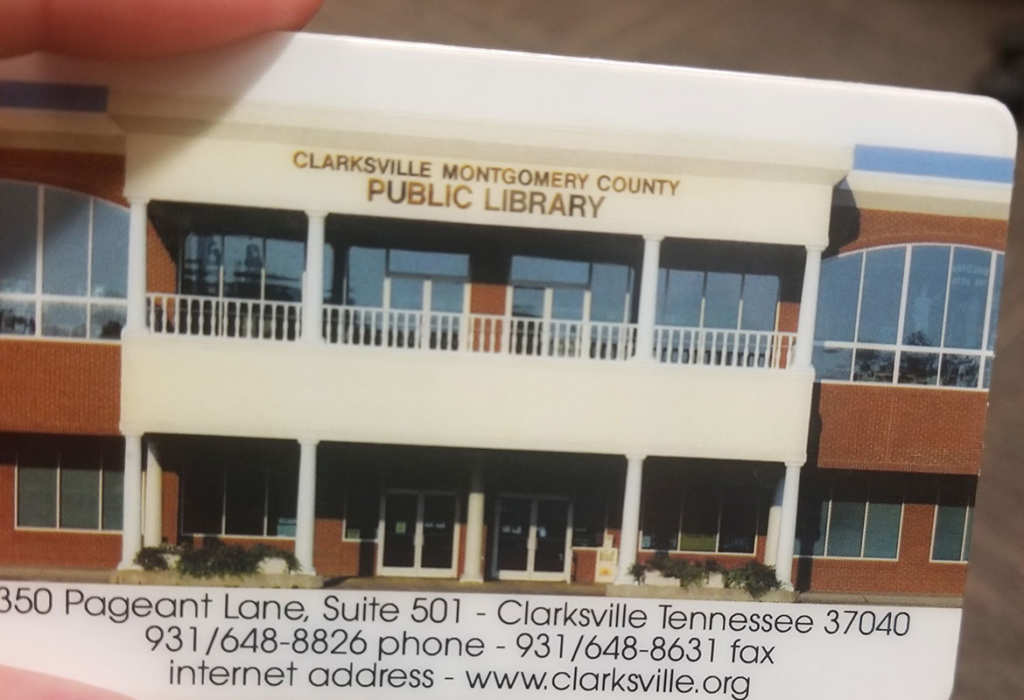 CLARKSVILLE MONTGOMERY COUNTY
PUBLIC LIBRARY
350 Pageant Lane, Suite 501 - Clarksville Tennessee 37040
931/648-8826 phone - 931/648-8631 fax
internet address - www.clarksville.org